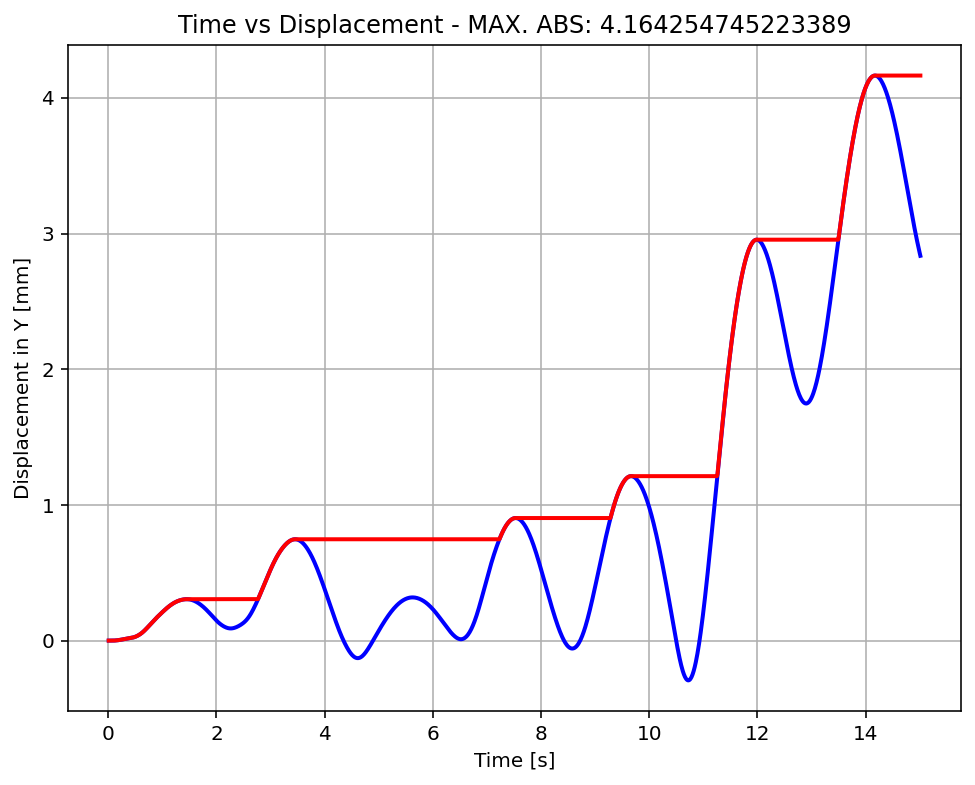 Time vs Displacement - MAX. ABS: 4.164254745223389
Displacement in Y [mm]
4
3
2
1
0
0 2 4 6 8 10 12 14
Time [s]